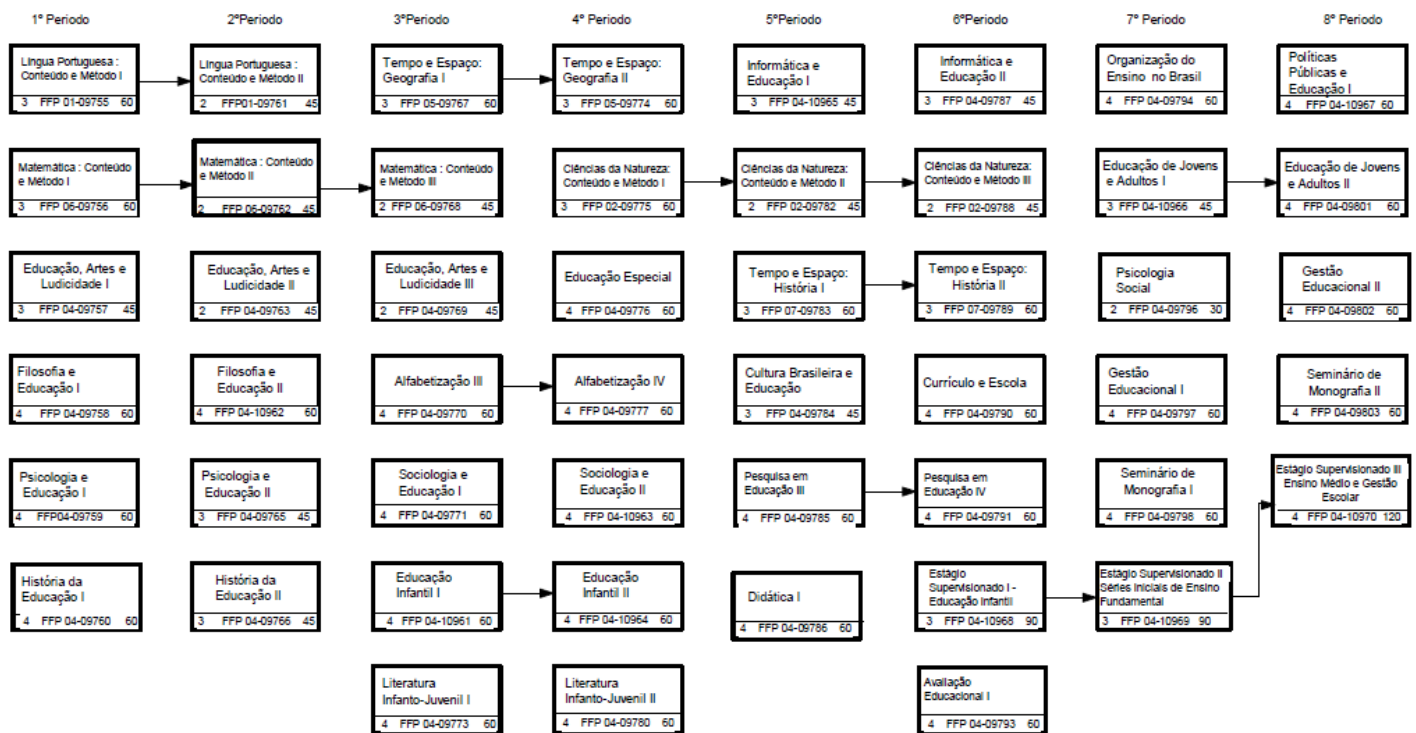 1º Periodo
2ºPeriodo
3ºPeriodo
4º Periodo
5ºPeriodo
6ºPeriodo
7º Periodo
8º Periodo
Língua Portuguesa :
Conteúdo e Método I
3 FFP 01-09755 60
Língua Portuguesa :
Conteúdo e Método II
2 FFP01-09761 45
Tempo e Espaço:
Geografia I
3 FFP 05-09767 60
Tempo e Espaço:
Geografia II
3 FFP 05-09774 60
Informática e
Educação I
3 FFP 04-10965 45
Informática e
Educação II
3 FFP 04-09787 45
Organização do
Ensino no Brasil
4 FFP 04-09794 60
Políticas
Públicas e
Educação I
4 FFP 04-10967 60
Matemática : Conteúdo
e Método I
3 FFP 06-09756 60
Matemática : Conteúdo
e Método II
2 FFP 06-09762 45
Matemática : Conteúdo
e Método III
2 FFP 06-09768 45
Ciências da Natureza:
Conteúdo e Método I
3 FFP 02-09775 60
Ciências da Natureza:
Conteúdo e Método II
2 FFP 02-09782 45
Ciências da Natureza:
Conteúdo e Método III
2 FFP 02-09788 45
Educação de Jovens
e Adultos I
3 FFP 04-10966 45
Educação de Jovens
e Adultos II
4 FFP 04-09801 60
Educação, Artes e
Ludicidade I
3 FFP 04-09757 45
Educação, Artes e
Ludicidade II
2 FFP 04-09763 45
Educação, Artes e
Ludicidade III
2 FFP 04-09769 45
Educação Especial
4 FFP 04-09776 60
Tempo e Espaço:
História I
3 FFP 07-09783 60
Tempo e Espaço:
História II
3 FFP 07-09789 60
Psicologia
Social
2 FFP 04-09796 30
Gestão
Educacional II
4 FFP 04-09802 60
Filosofia e
Educação I
4 FFP 04-09758 60
Filosofia e
Educação II
4 FFP 04-10962 60
Alfabetização III
4 FFP 04-09770 60
Alfabetização IV
4 FFP 04-09777 60
Cultura Brasileira e
Educação
3 FFP 04-09784 45
Currículo e Escola
4 FFP 04-09790 60
Gestão
Educacional I
4 FFP 04-09797 60
Seminário de
Monografia II
4 FFP 04-09803 60
Psicologia e
Educação I
4 FFP04-09759 60
Psicologia e
Educação II
3 FFP 04-09765 45
Sociologia e
Educação I
4 FFP 04-09771 60
Sociologia e
Educação II
4 FFP 04-10963 60
Pesquisa em
Educação III
4 FFP 04-09785 60
Pesquisa em
Educação IV
4 FFP 04-09791 60
Seminário de
Monografia I
4 FFP 04-09798 60
Estágio Supervisionado III
Ensino Médio e Gestão
Escolar
4 FFP 04-10970 120
História da
Educação I
4 FFP 04-09760 60
História da
Educação II
3 FFP 04-09766 45
Educação
Infantil I
4 FFP 04-10961 60
Educação
Infantil II
4 FFP 04-10964 60
Didática I
4 FFP 04-09786 60
Estágio
Supervisionado I -
Educação Infantil
3 FFP 04-10968 90
Estágio Supervisionado II
Séries Iniciais de Ensino
Fundamental
3 FFP 04-10969 90
Literatura
Infanto-Juvenil I
4 FFP 04-09773 60
Literatura
Infanto-Juvenil II
4 FFP 04-09780 60
Avaliação
Educacional I
4 FFP 04-09793 60